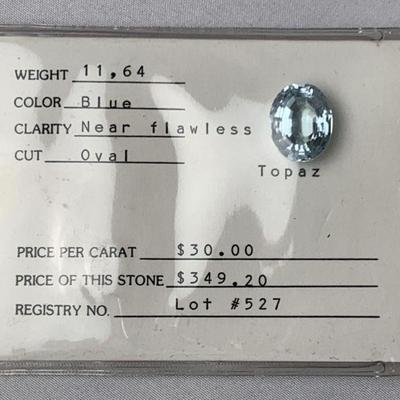 WEIGHT 11,64
COLOR Blue
CLARITY Near flawless
CUT Oval
Topaz
PRICE PER CARAT $30.00
PRICE OF THIS STONE $349.20
REGISTRY NO. Lot #527